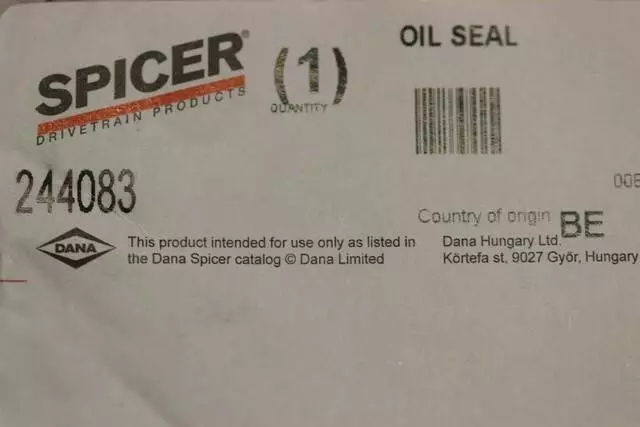 SPICER®
DRIVETRAIN PRODUCTS
(1)
QUANTITY
OIL SEAL
244083
008
Country of origin BE
DANA
This product intended for use only as listed in
the Dana Spicer catalog © Dana Limited
Dana Hungary Ltd.
Körtefa st, 9027 Győr, Hungary